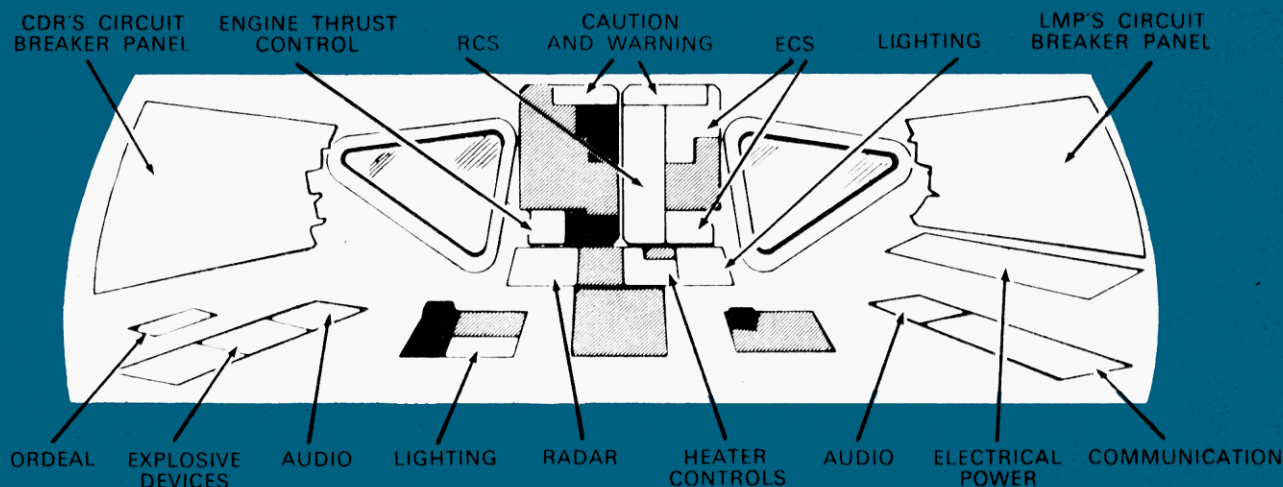 CDR'S CIRCUIT
BREAKER PANEL
ENGINE THRUST
CONTROL
RCS
CAUTION
AND WARNING
ECS
LIGHTING
LMP'S CIRCUIT
BREAKER PANEL
ORDEAL
EXPLOSIVE
DEVICES
AUDIO
LIGHTING
RADAR
HEATER
CONTROLS
AUDIO
ELECTRICAL
POWER
COMMUNICATION